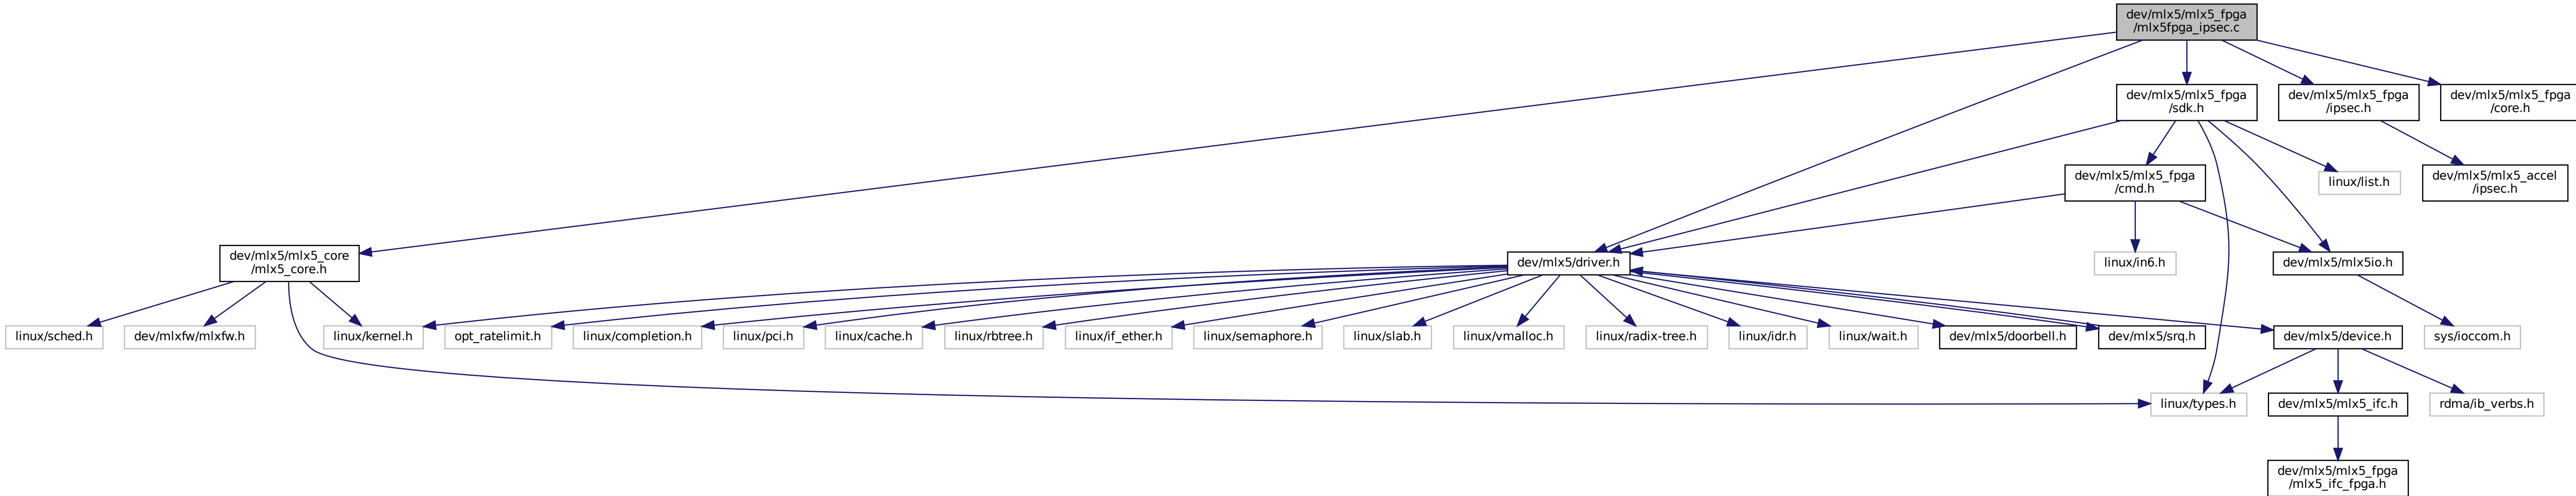 dev/mlx5/mlx5_fpga
/mlx5fpga_ipsec.c
dev/mlx5/mlx5_fpga
/sdk.h
dev/mlx5/mlx5_fpga
/ipsec.h
dev/mlx5/mlx5_fpga
/core.h
dev/mlx5/mlx5_fpga
/cmd.h
linux/list.h
dev/mlx5/mlx5_accel
/ipsec.h
dev/mlx5/mlx5_core
/mlx5_core.h
dev/mlx5/driver.h
linux/in6.h
dev/mlx5/mlx5io.h
linux/sched.h
dev/mlxfw/mlxfw.h
linux/kernel.h
opt_ratelimit.h
linux/completion.h
linux/pci.h
linux/cache.h
linux/rbtree.h
linux/if_ether.h
linux/semaphore.h
linux/slab.h
linux/vmalloc.h
linux/radix-tree.h
linux/idr.h
linux/wait.h
dev/mlx5/doorbell.h
dev/mlx5/srq.h
dev/mlx5/device.h
sys/ioccom.h
linux/types.h
dev/mlx5/mlx5_ifc.h
rdma/ib_verbs.h
dev/mlx5/mlx5_fpga
/mlx5_ifc_fpga.h